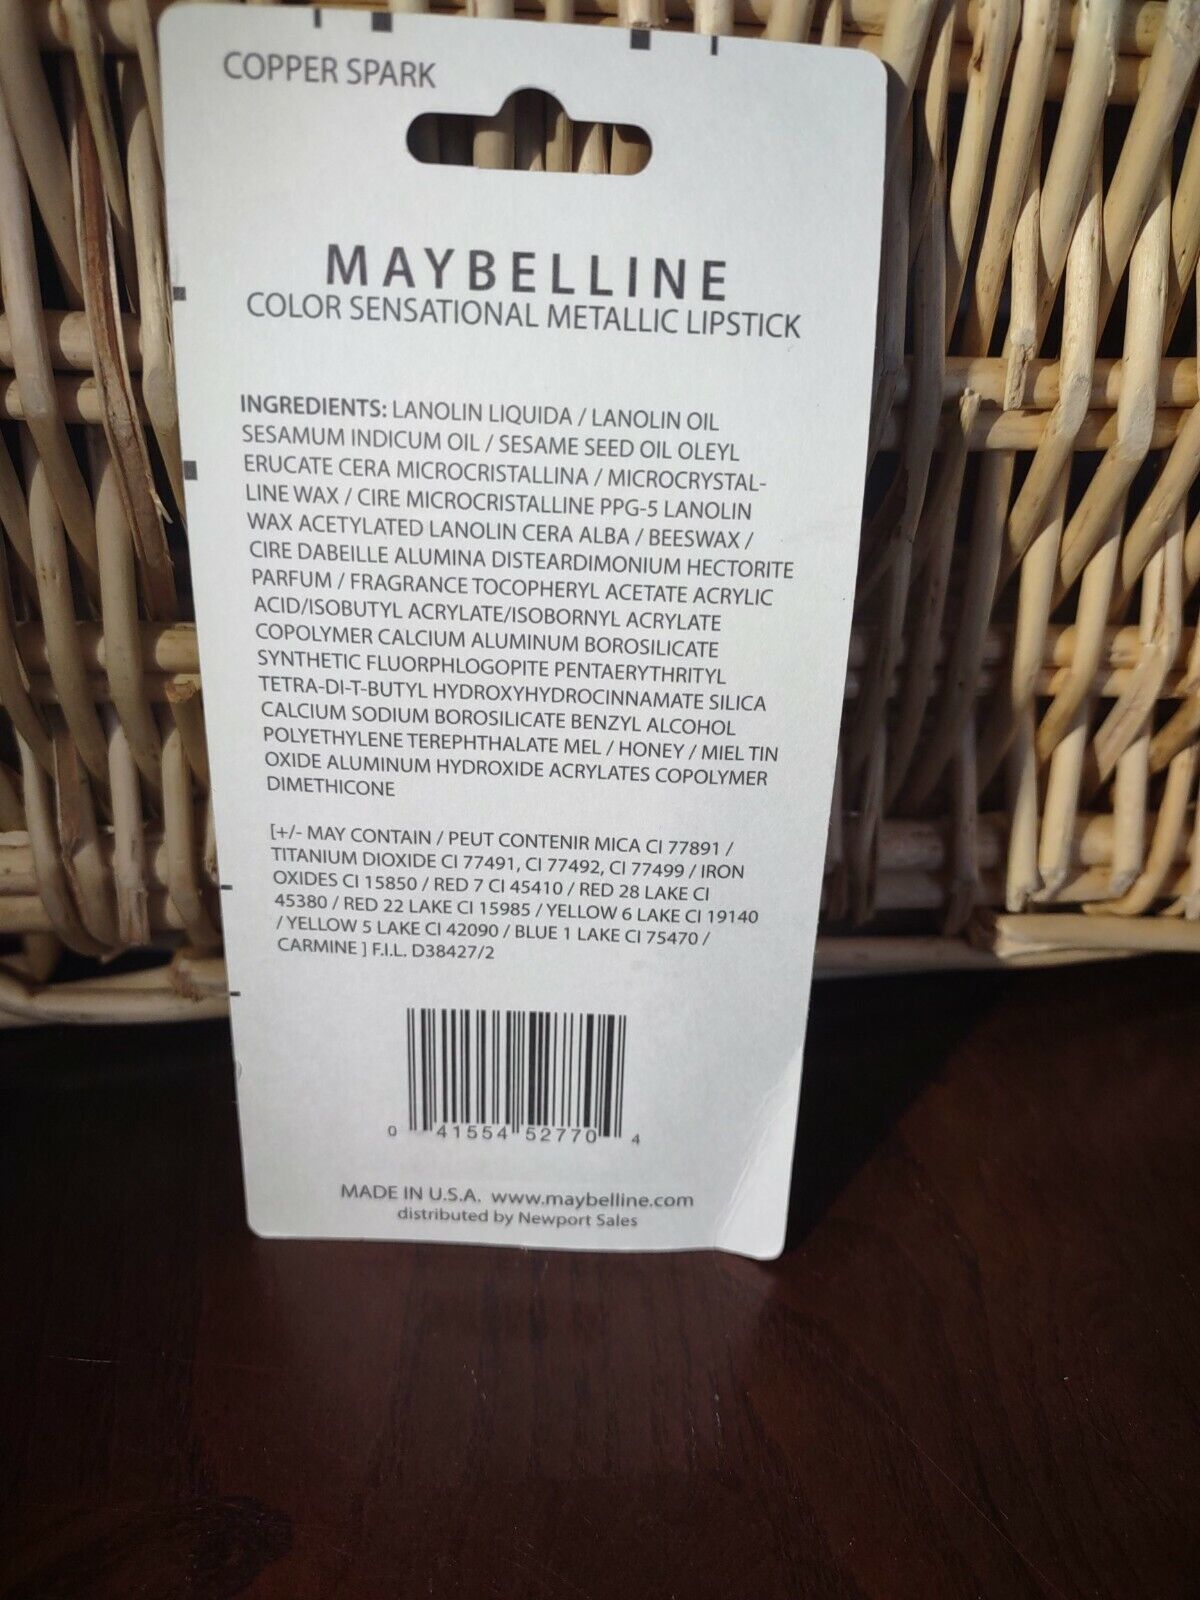 COPPER SPARK
MAYBELLINE
COLOR SENSATIONAL METALLIC LIPSTICK
INGREDIENTS: LANOLIN LIQUIDA / LANOLIN OIL
SESAMUM INDICUM OIL / SESAME SEED OIL OLEYL
ERUCATE CERA MICROCRISTALLINA / MICROCRYSTAL-
LINE WAX / CIRE MICROCRISTALLINE PPG-5 LANOLIN
WAX ACETYLATED LANOLIN CERA ALBA / BEESWAX /
CIRE DABEILLE ALUMINA DISTEARDIMONIUM HECTORITE
PARFUM / FRAGRANCE TOCOPHERYL ACETATE ACRYLIC
ACID/ISOBUTYL ACRYLATE/ISOBORNYL ACRYLATE
COPOLYMER CALCIUM ALUMINUM BOROSILICATE
SYNTHETIC FLUORPHLOGOPITE PENTAERYTHRITYL
TETRA-DI-T-BUTYL HYDROXYHYDROCINNAMATE SILICA
CALCIUM SODIUM BOROSILICATE BENZYL ALCOHOL
POLYETHYLENE TEREPHTHALATE MEL / HONEY / MIEL TIN
OXIDE ALUMINUM HYDROXIDE ACRYLATES COPOLYMER
DIMETHICONE
[+/- MAY CONTAIN / PEUT CONTENIR MICA CI 77891 /
TITANIUM DIOXIDE CI 77491, CI 77492, CI 77499 / IRON
OXIDES CI 15850 / RED 7 CI 45410 / RED 28 LAKE CI
45380 / RED 22 LAKE CI 15985 / YELLOW 6 LAKE CI 19140
/ YELLOW 5 LAKE CI 42090 / BLUE 1 LAKE CI 75470 /
CARMINE ] F.I.L. D38427/2
0 41554 52770 4
MADE IN U.S.A. www.maybelline.com
distributed by Newport Sales